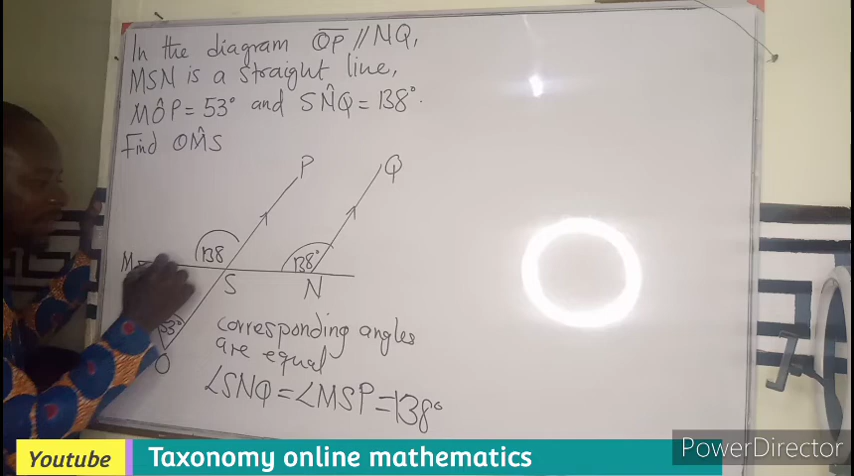 In the diagram OP // NQ,
MSN is a straight line,
MÔP = 53° and SN̂Q = 138°.
Find OM̂S
P
Q
138
138°
M
S
N
53°
O
corresponding angles
are equal
∠SNQ = ∠MSP = 138°
PowerDirector
Youtube Taxonomy online mathematics